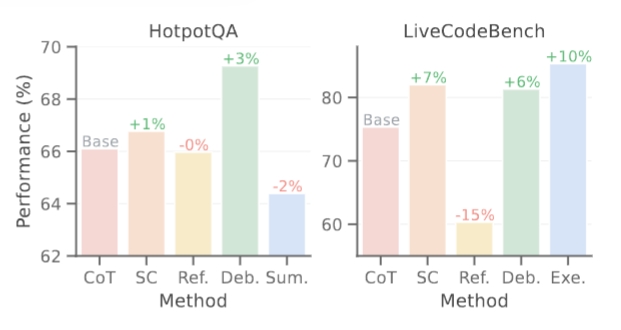 HotpotQA
Performance (%)
70
68
66
64
62
Base
+1%
-0%
+3%
-2%
CoT SC Ref. Deb. Sum.
Method
LiveCodeBench
80
70
60
Base
+7%
-15%
+6%
+10%
CoT SC Ref. Deb. Exe.
Method